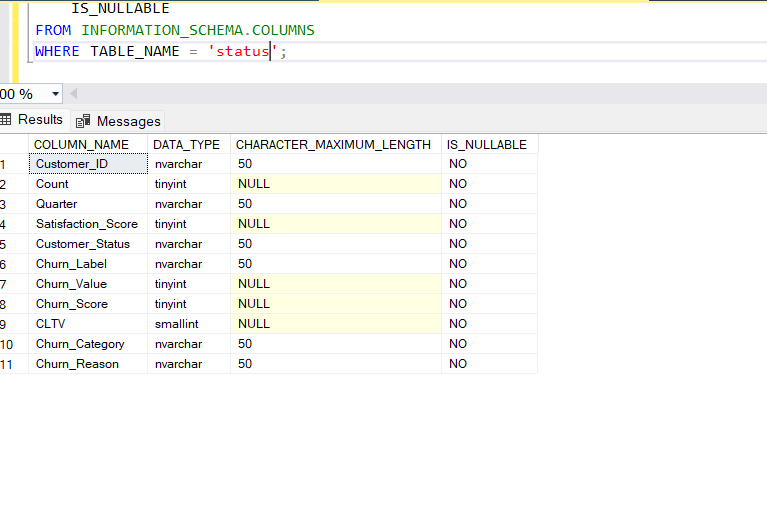 IS_NULLABLE
FROM INFORMATION_SCHEMA.COLUMNS
WHERE TABLE_NAME = 'status';
00 %
Results Messages
COLUMN_NAME DATA_TYPE CHARACTER_MAXIMUM_LENGTH IS_NULLABLE
1 Customer_ID nvarchar 50 NO
2 Count tinyint NULL NO
3 Quarter nvarchar 50 NO
4 Satisfaction_Score tinyint NULL NO
5 Customer_Status nvarchar 50 NO
6 Churn_Label nvarchar 50 NO
7 Churn_Value tinyint NULL NO
8 Churn_Score tinyint NULL NO
9 CLTV smallint NULL NO
10 Churn_Category nvarchar 50 NO
11 Churn_Reason nvarchar 50 NO